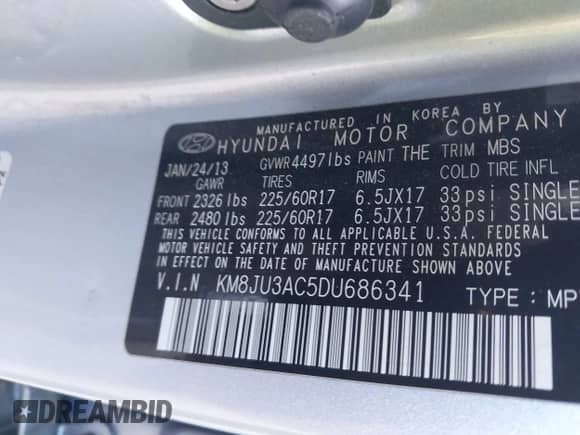 MANUFACTURED IN KOREA BY
HYUNDAI MOTOR COMPANY
JAN/24/13 GVWR 4497lbs PAINT THE TRIM MBS
GAWR TIRES RIMS COLD TIRE INFL
FRONT 2326 lbs 225/60R17 6.5JX17 33psi SINGLE
REAR 2480 lbs 225/60R17 6.5JX17 33psi SINGLE
THIS VEHICLE CONFORMS TO ALL APPLICABLE U.S.A. FEDERAL
MOTOR VEHICLE SAFETY AND THEFT PREVENTION STANDARDS
IN EFFECT ON THE DATE OF MANUFACTURE SHOWN ABOVE.
V.I.N KM8JU3AC5DU686341 TYPE : MP
DREAMBID